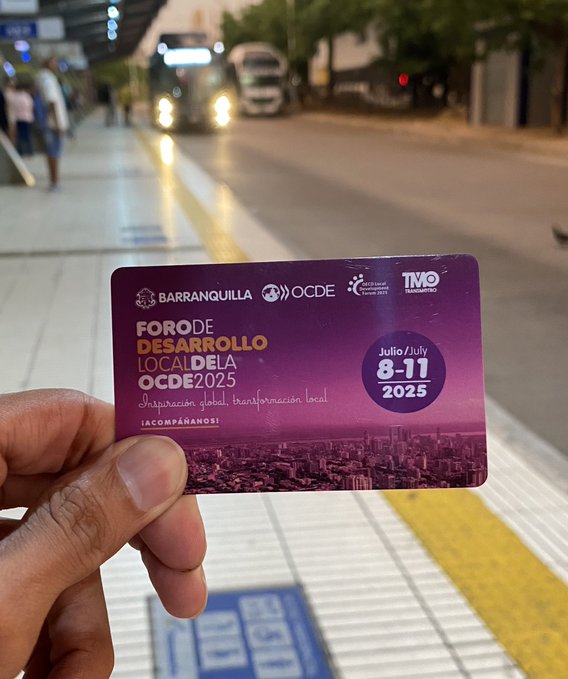 BARRANQUILLA
OCDE
OECD Local
Development
Forum 2025
TMO
TRANSMETRO
FORO DE
DESARROLLO
LOCAL DE LA
OCDE 2025
Inspiración global, transformación local
¡ACOMPÁÑANOS!
Julio/July
8-11
2025